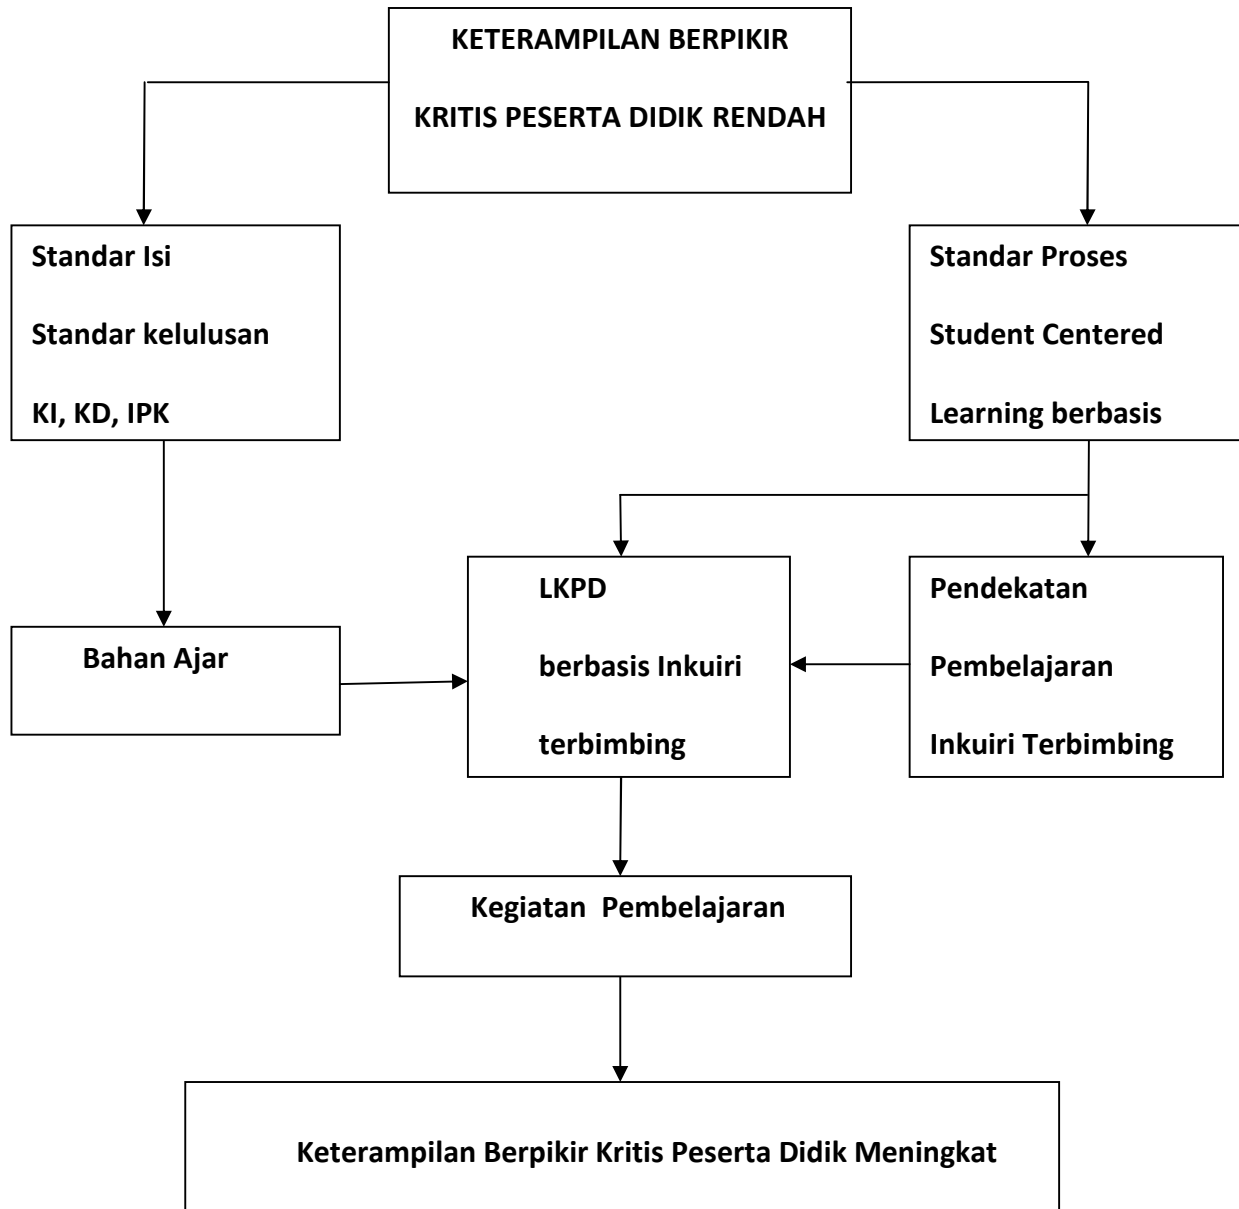 KETERAMPILAN BERPIKIR
KRITIS PESERTA DIDIK RENDAH
Standar Isi
Standar kelulusan
KI, KD, IPK
Standar Proses
Student Centered
Learning berbasis
Bahan Ajar
LKPD
berbasis Inkuiri
terbimbing
Pendekatan
Pembelajaran
Inkuiri Terbimbing
Kegiatan  Pembelajaran
Keterampilan Berpikir Kritis Peserta Didik Meningkat